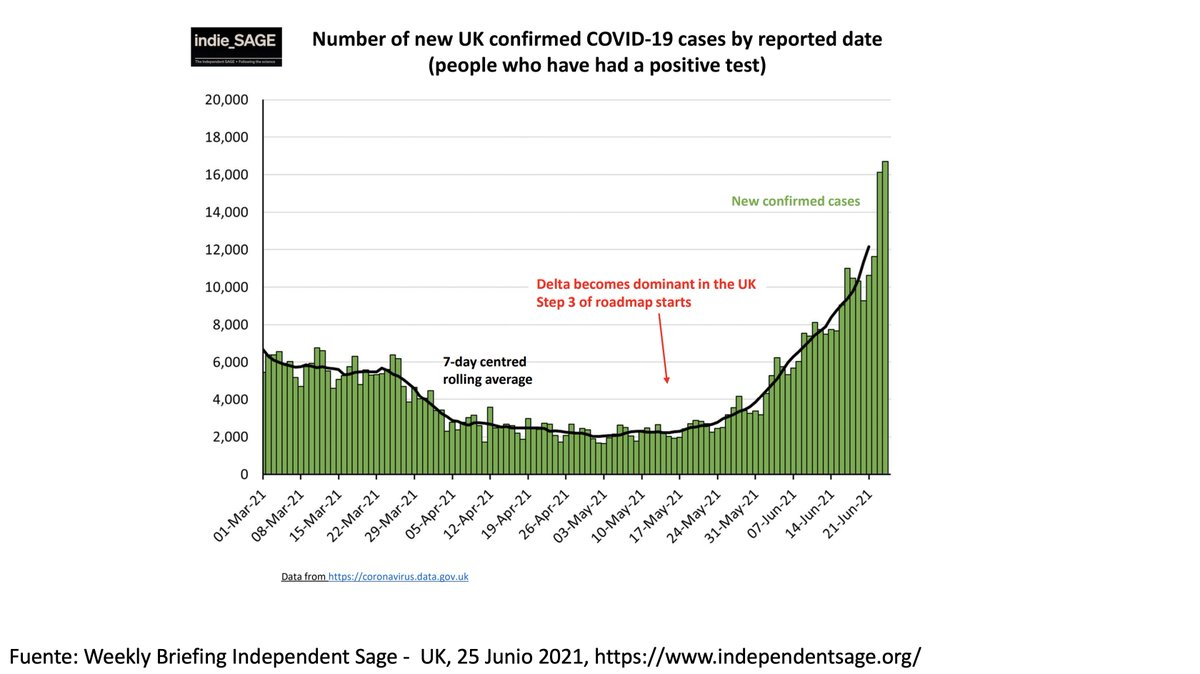 indie_SAGE
The Independent SAGE • Following the science
Number of new UK confirmed COVID-19 cases by reported date
(people who have had a positive test)
20,000
18,000
16,000
14,000
12,000
10,000
8,000
6,000
4,000
2,000
0
New confirmed cases
Delta becomes dominant in the UK
Step 3 of roadmap starts
7-day centred
rolling average
01-Mar-21
08-Mar-21
15-Mar-21
22-Mar-21
29-Mar-21
05-Apr-21
12-Apr-21
19-Apr-21
26-Apr-21
03-May-21
10-May-21
17-May-21
24-May-21
31-May-21
07-Jun-21
14-Jun-21
21-Jun-21
Data from https://coronavirus.data.gov.uk
Fuente: Weekly Briefing Independent Sage - UK, 25 Junio 2021, https://www.independentsage.org/